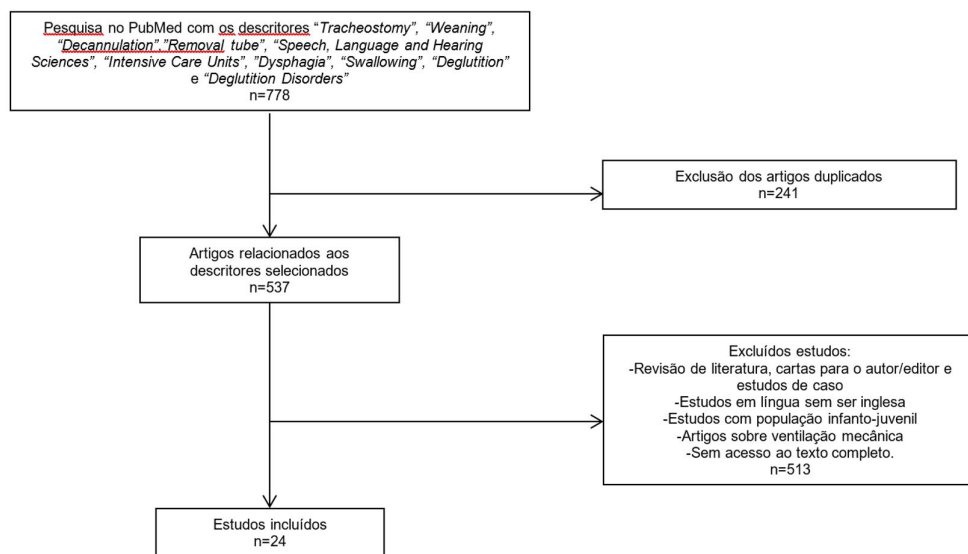 Pesquisa no PubMed com os descritores “Tracheostomy”, “Weaning”,
“Decannulation”,”Removal tube”, “Speech, Language and Hearing
Sciences”, “Intensive Care Units”, ”Dysphagia”, “Swallowing”, “Deglutition”
e “Deglutition Disorders”
n=778
Exclusão dos artigos duplicados
n=241
Artigos relacionados aos
descritores selecionados
n=537
Excluídos estudos:
-Revisão de literatura, cartas para o autor/editor e
estudos de caso
-Estudos em língua sem ser inglesa
-Estudos com população infanto-juvenil
-Artigos sobre ventilação mecânica
-Sem acesso ao texto completo.
n=513
Estudos incluídos
n=24